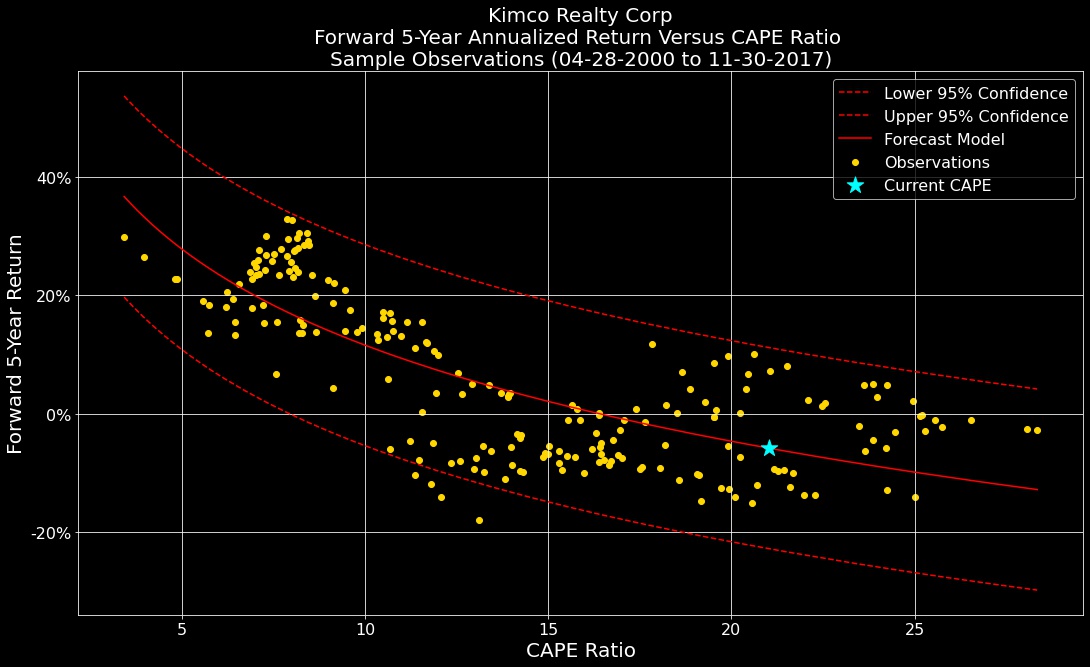 Kimco Realty Corp
Forward 5-Year Annualized Return Versus CAPE Ratio
Sample Observations (04-28-2000 to 11-30-2017)
Lower 95% Confidence
Upper 95% Confidence
Forecast Model
Observations
Current CAPE
Forward 5-Year Return
40%
20%
0%
-20%
5
10
15
20
25
CAPE Ratio